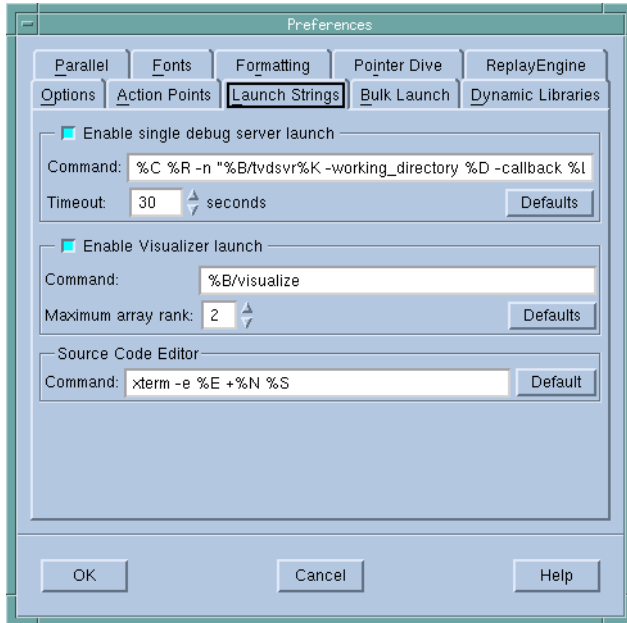 Preferences
Parallel Fonts Formatting Pointer Dive ReplayEngine
Options Action Points Launch Strings Bulk Launch Dynamic Libraries
Enable single debug server launch
Command: %C %R -n "%B/tvdsvr%K -working_directory %D -callback %L
Timeout: 30 seconds Defaults
Enable Visualizer launch
Command: %B/visualize
Maximum array rank: 2 Defaults
Source Code Editor
Command: xterm -e %E +%N %S Default
OK Cancel Help